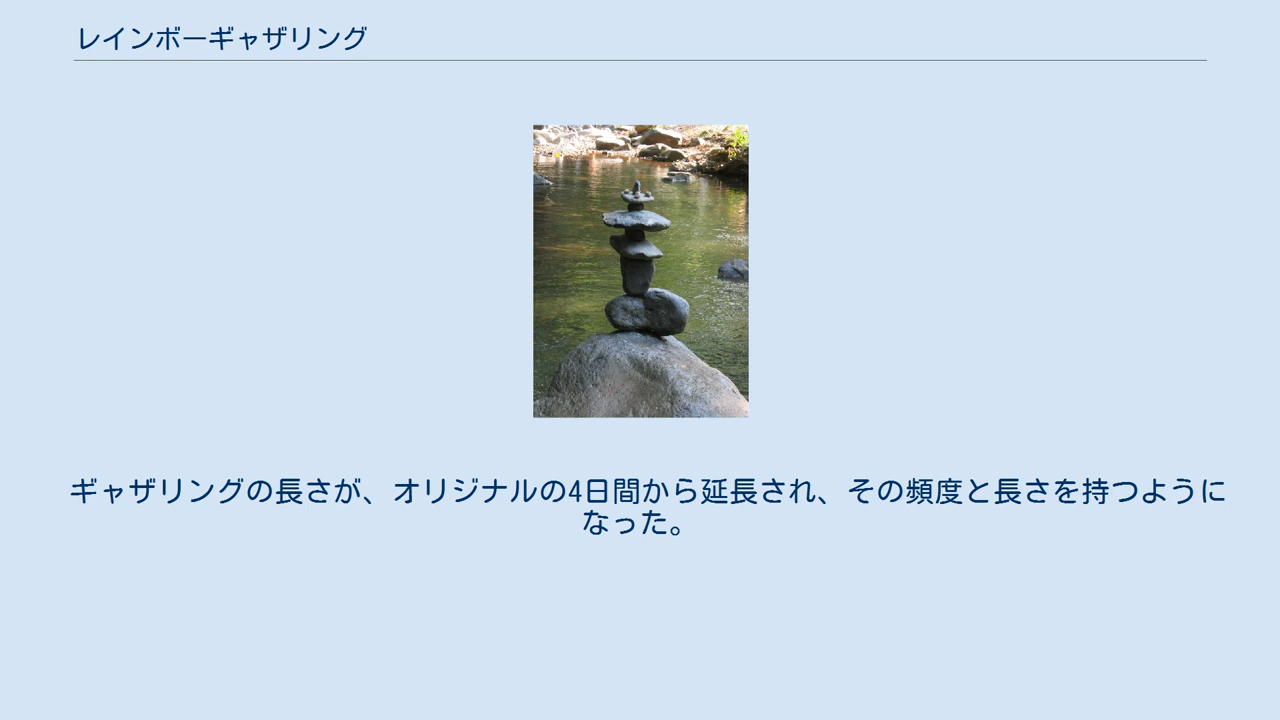 レインボーギャザリング
ギャザリングの長さが、オリジナルの4日間から延長され、その頻度と長さを持つように
なった。